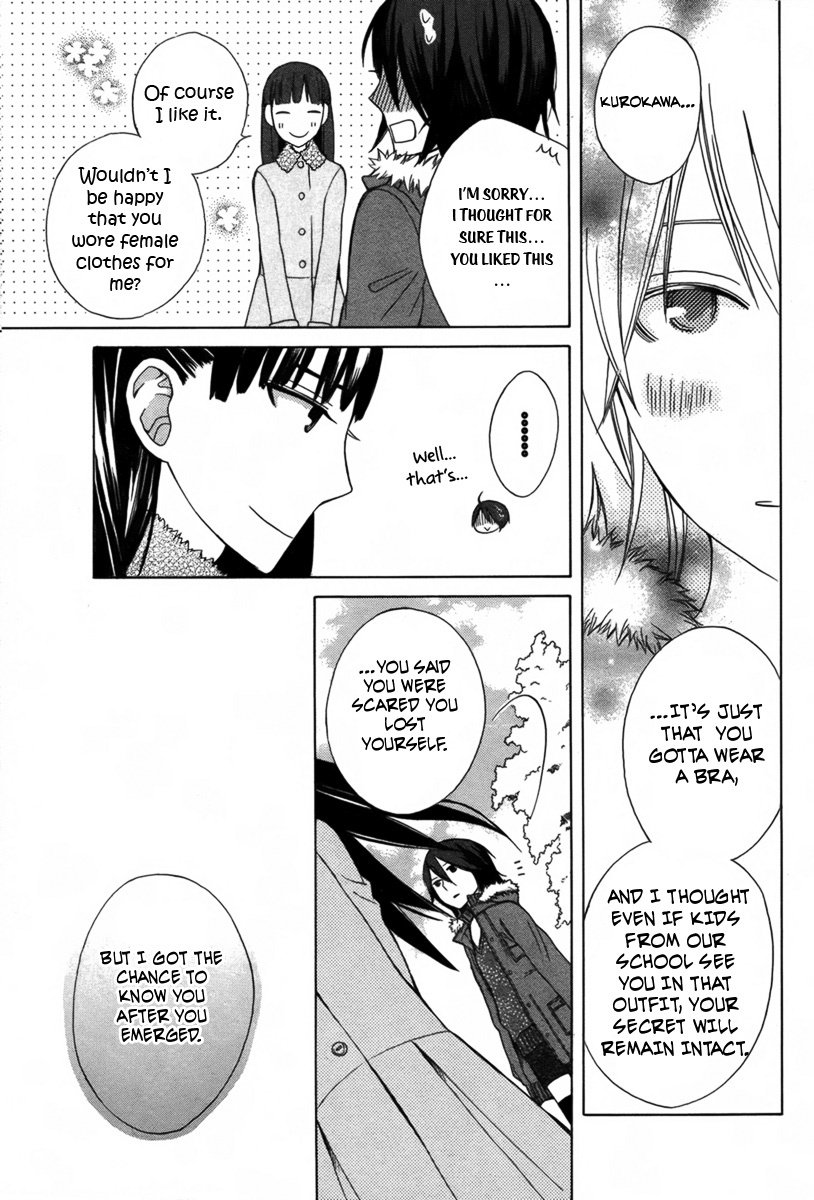 KUROKAWA...
...IT'S JUST
THAT YOU
GOTTA WEAR
A BRA,
AND I THOUGHT
EVEN IF KIDS
FROM OUR
SCHOOL SEE
YOU IN THAT
OUTFIT, YOUR
SECRET WILL
REMAIN INTACT.
I'M SORRY...
I THOUGHT FOR
SURE THIS...
YOU LIKED THIS
...
Of course
I like it.
Wouldn't I
be happy
that you
wore female
clothes for
me?
.......
Well...
that's...
...YOU SAID
YOU WERE
SCARED YOU
LOST
YOURSELF.
BUT I GOT THE
CHANCE TO
KNOW YOU
AFTER YOU
EMERGED.